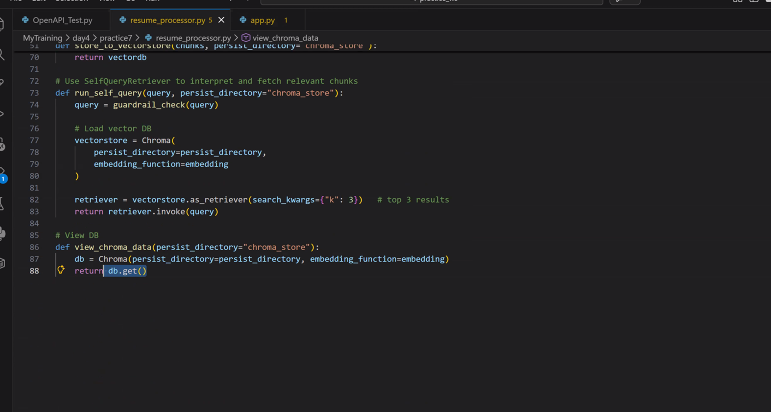 OpenAPI_Test.py
resume_processor.py 5
app.py 1
MyTraining > day4 > practice7 > resume_processor.py > view_chroma_data
51 def store_to_vectorstore(chunks, persist_directory="chroma_store"):
70 return vectordb
71
72 # Use SelfQueryRetriever to interpret and fetch relevant chunks
73 def run_self_query(query, persist_directory="chroma_store"):
74 query = guardrail_check(query)
75
76 # Load vector DB
77 vectorstore = Chroma(
78 persist_directory=persist_directory,
79 embedding_function=embedding
80 )
81
82 retriever = vectorstore.as_retriever(search_kwargs={"k": 3}) # top 3 results
83 return retriever.invoke(query)
84
85 # View DB
86 def view_chroma_data(persist_directory="chroma_store"):
87 db = Chroma(persist_directory=persist_directory, embedding_function=embedding)
88 return db.get()
1